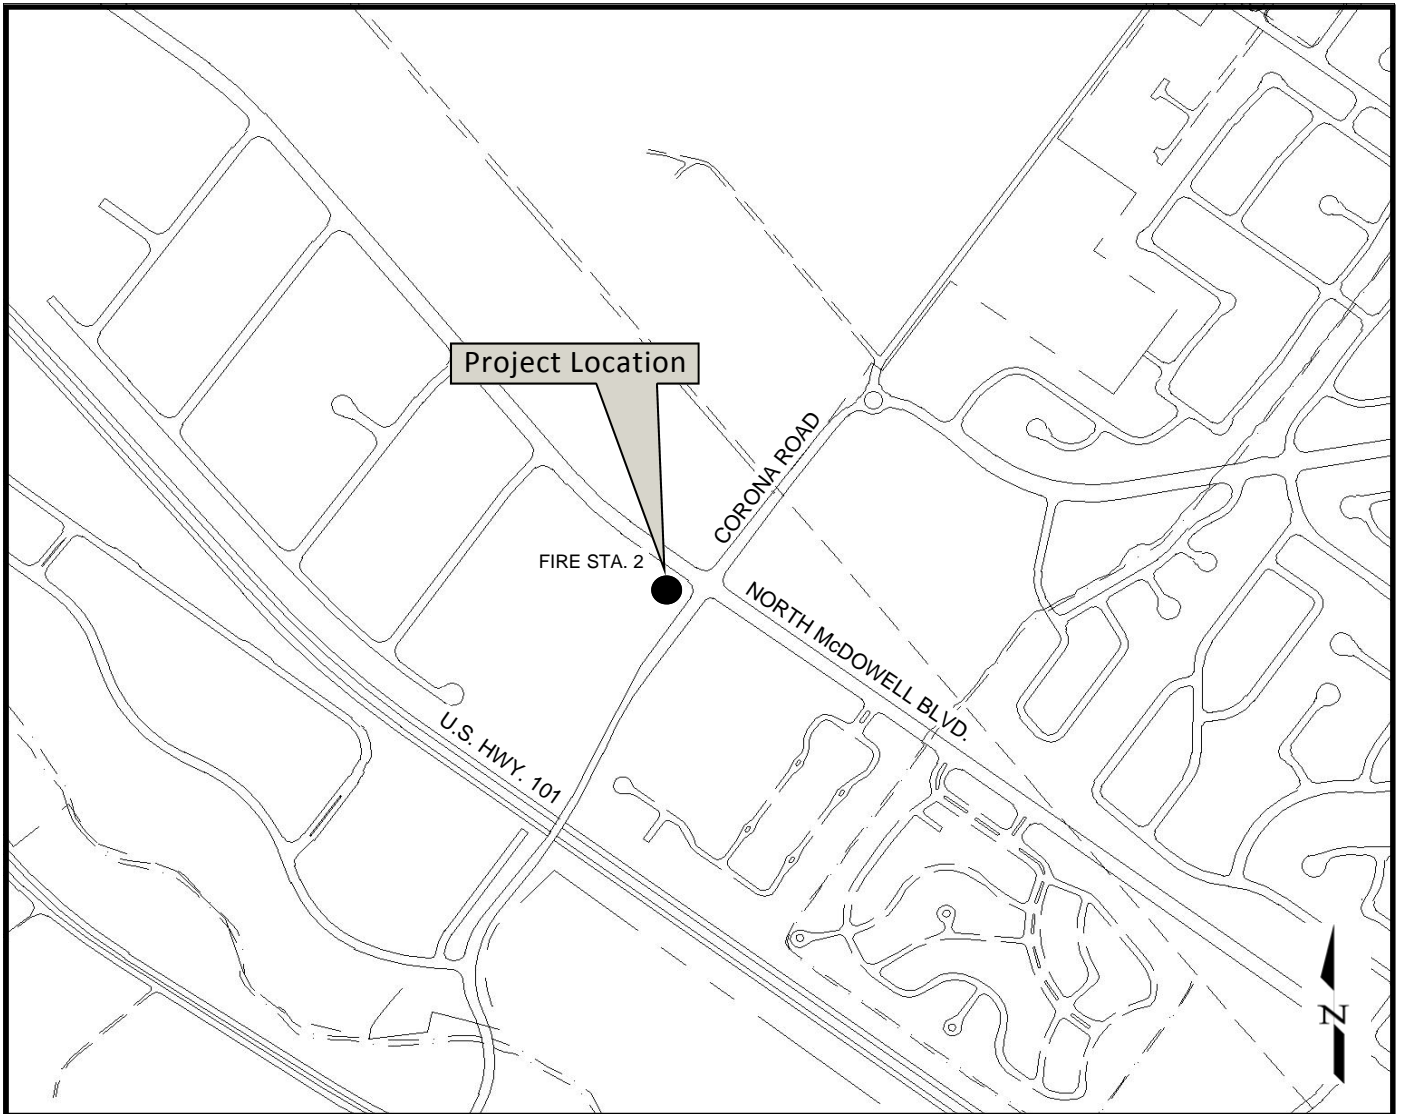 Project Location
CORONA ROAD
FIRE STA. 2
NORTH McDOWELL BLVD.
U.S. HWY. 101
N